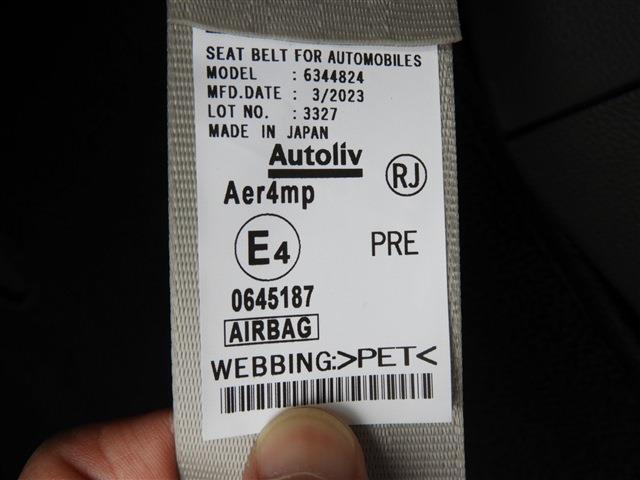 SEAT BELT FOR AUTOMOBILES
MODEL : 6344824
MFD.DATE : 3/2023
LOT NO. : 3327
MADE IN JAPAN
Autoliv
RJ
Aer4mp
E4
PRE
0645187
AIRBAG
WEBBING:>PET<